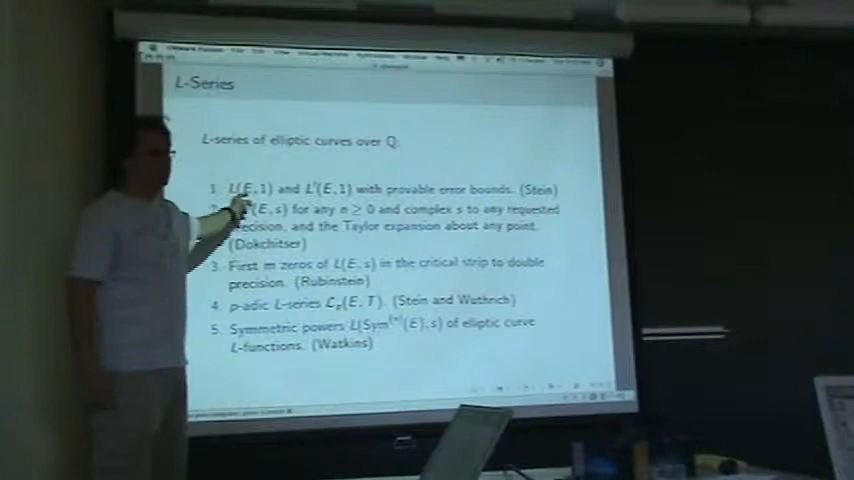 L-Series
L-series of elliptic curves over Q:
1. L(E, 1) and L′(E, 1) with provable error bounds. (Stein)
(E, s) for any n ≥ 0 and complex s to any requested
precision, and the Taylor expansion about any point.
(Dokchitser)
3. First m zeros of L(E, s) in the critical strip to double
precision. (Rubinstein)
4. p-adic L-series 𝓛ₚ(E, T). (Stein and Wuthrich)
5. Symmetric powers L(Sym⁽ⁿ⁾(E), s) of elliptic curve
L-functions. (Watkins)